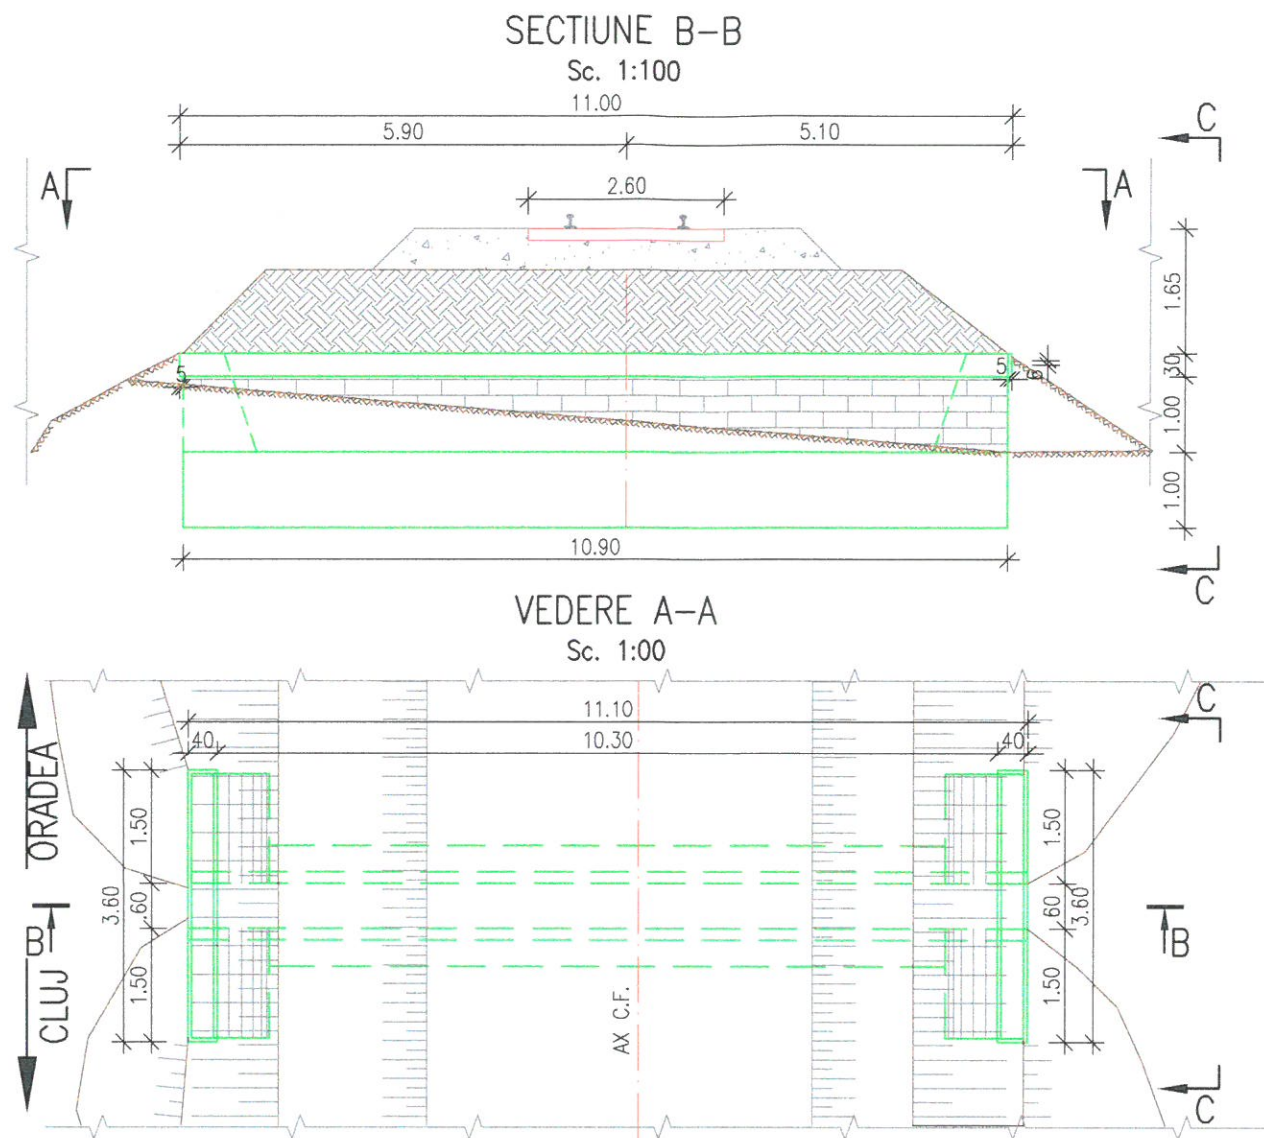 SECTIUNE B-B
Sc. 1:100
11.00
5.90 5.10
C
A 2.60 A
1.65
5 5 30
1.00
1.00
10.90
C
VEDERE A-A
Sc. 1:00
11.10
C
40 10.30 40
ORADEA
1.50 1.50
3.60 .60 .60 3.60
B B
1.50 1.50
CLUJ
AX C.F.
C